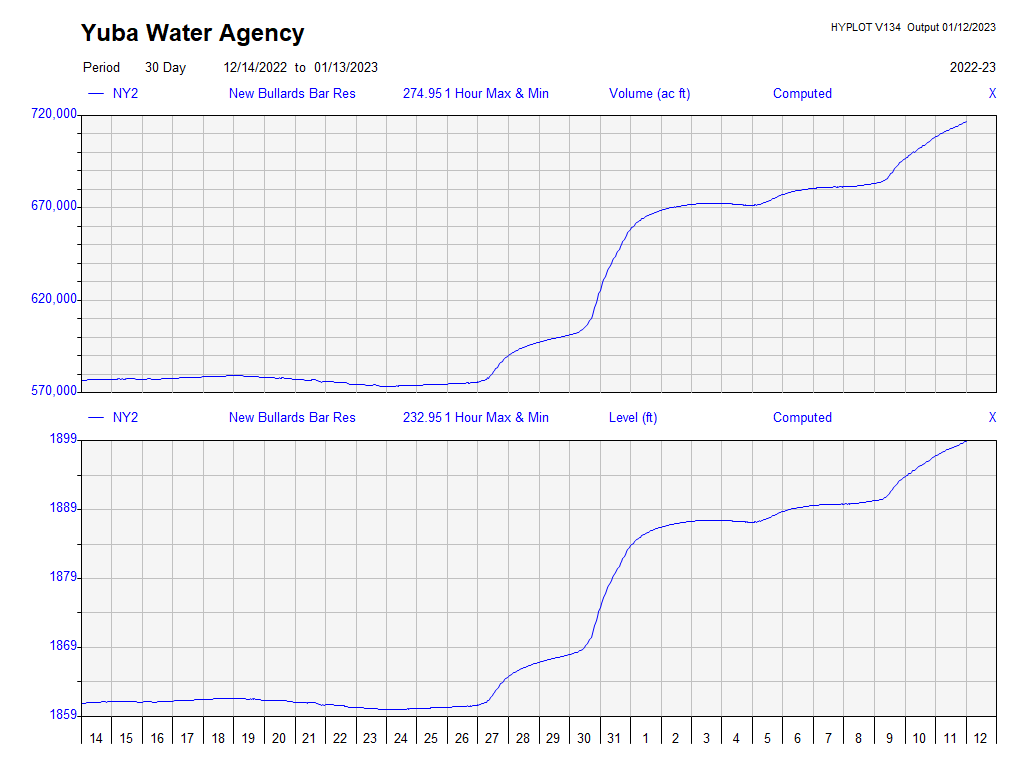 Yuba Water Agency
HYPLOT V134 Output 01/12/2023
Period 30 Day 12/14/2022 to 01/13/2023 2022-23
NY2 New Bullards Bar Res 274.95 1 Hour Max & Min Volume (ac ft) Computed X
720,000
670,000
620,000
570,000
NY2 New Bullards Bar Res 232.95 1 Hour Max & Min Level (ft) Computed X
1899
1889
1879
1869
1859
14 15 16 17 18 19 20 21 22 23 24 25 26 27 28 29 30 31 1 2 3 4 5 6 7 8 9 10 11 12